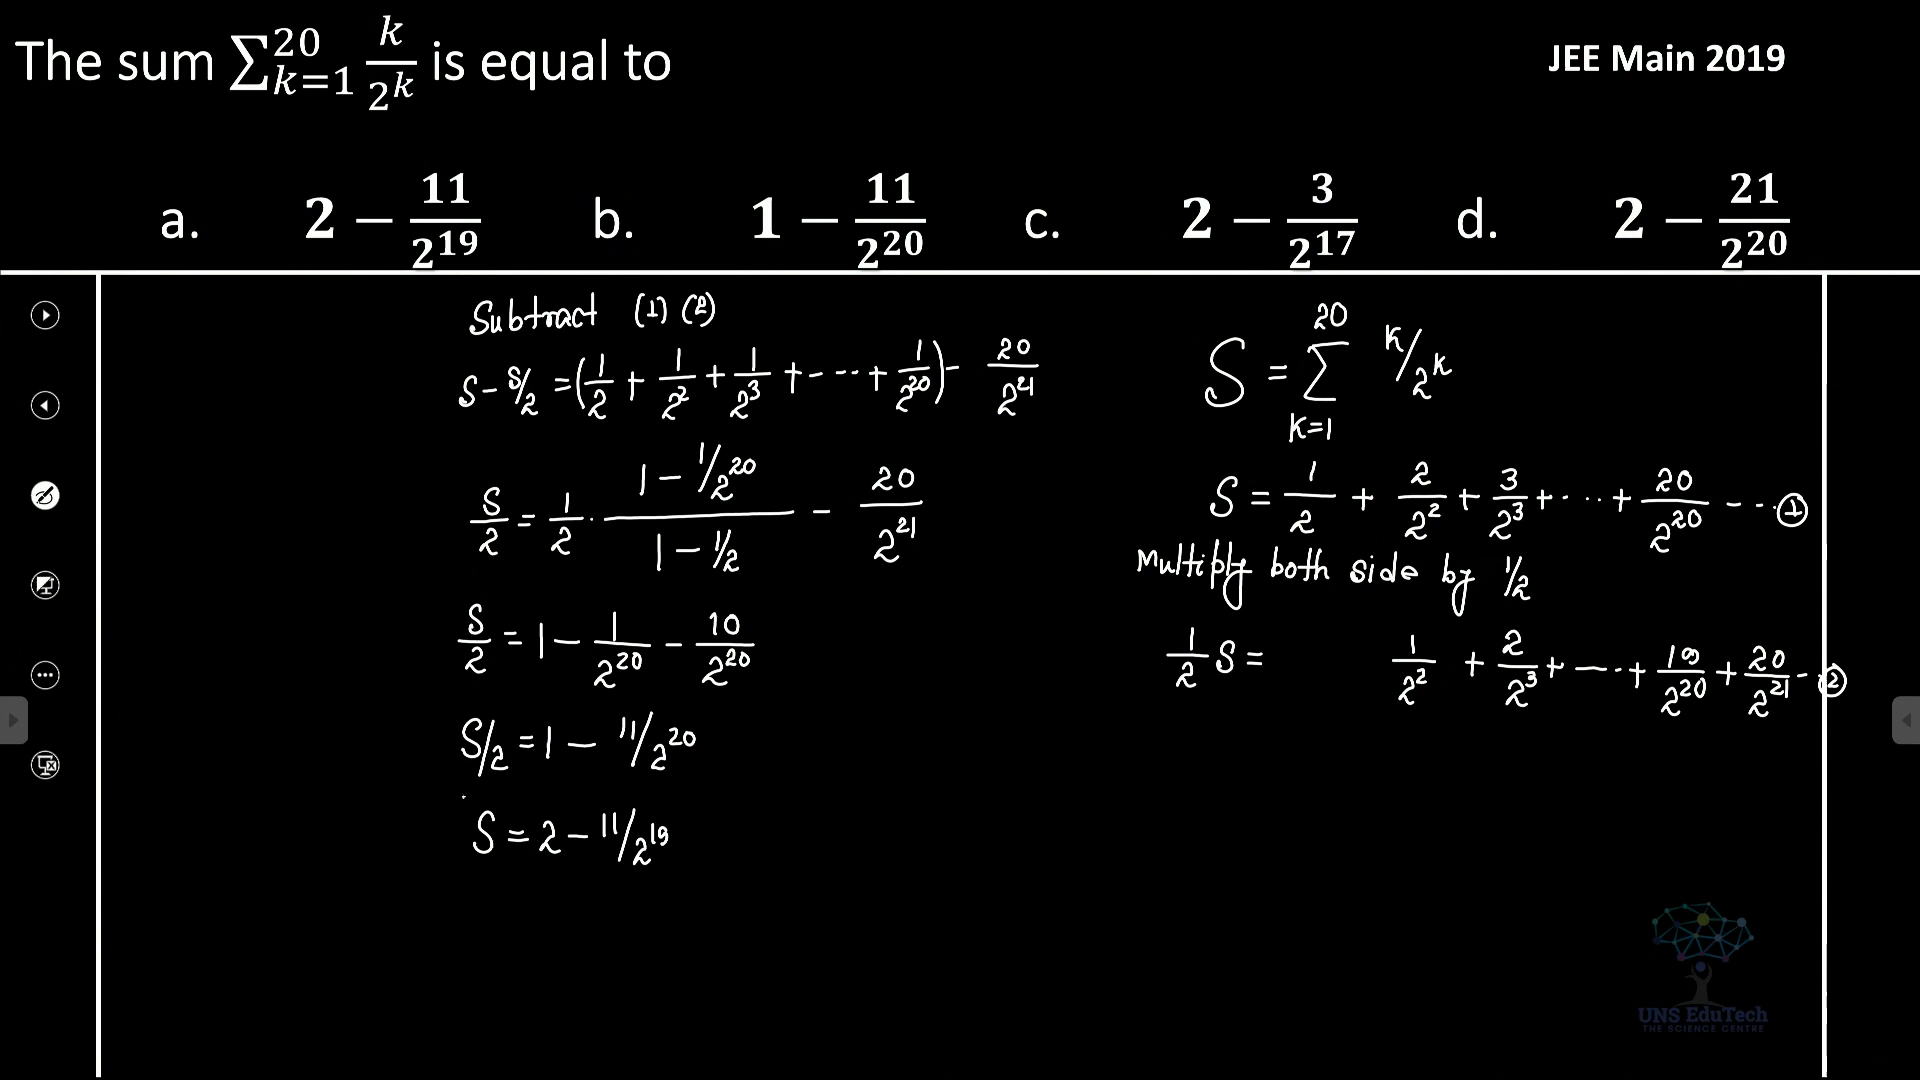 The sum ∑_{k=1}^{20} k/2^k is equal to
JEE Main 2019
a. 2 − 11/2^19 b. 1 − 11/2^20 c. 2 − 3/2^17 d. 2 − 21/2^20
S = ∑_{k=1}^{20} k/2^k
S = 1/2 + 2/2^2 + 3/2^3 + ... + 20/2^20 --- ①
Multiply both side by 1/2
1/2 S = 1/2^2 + 2/2^3 + --- + 19/2^20 + 20/2^21 - ②
Subtract (1) (2)
S - S/2 = (1/2 + 1/2^2 + 1/2^3 + - - -- + 1/2^20) - 20/2^21
S/2 = 1/2 . (1 - 1/2^20)/(1 - 1/2) - 20/2^21
S/2 = 1 - 1/2^20 - 10/2^20
S/2 = 1 - 11/2^20
S = 2 - 11/2^19
UNS EduTech
THE SCIENCE CENTRE